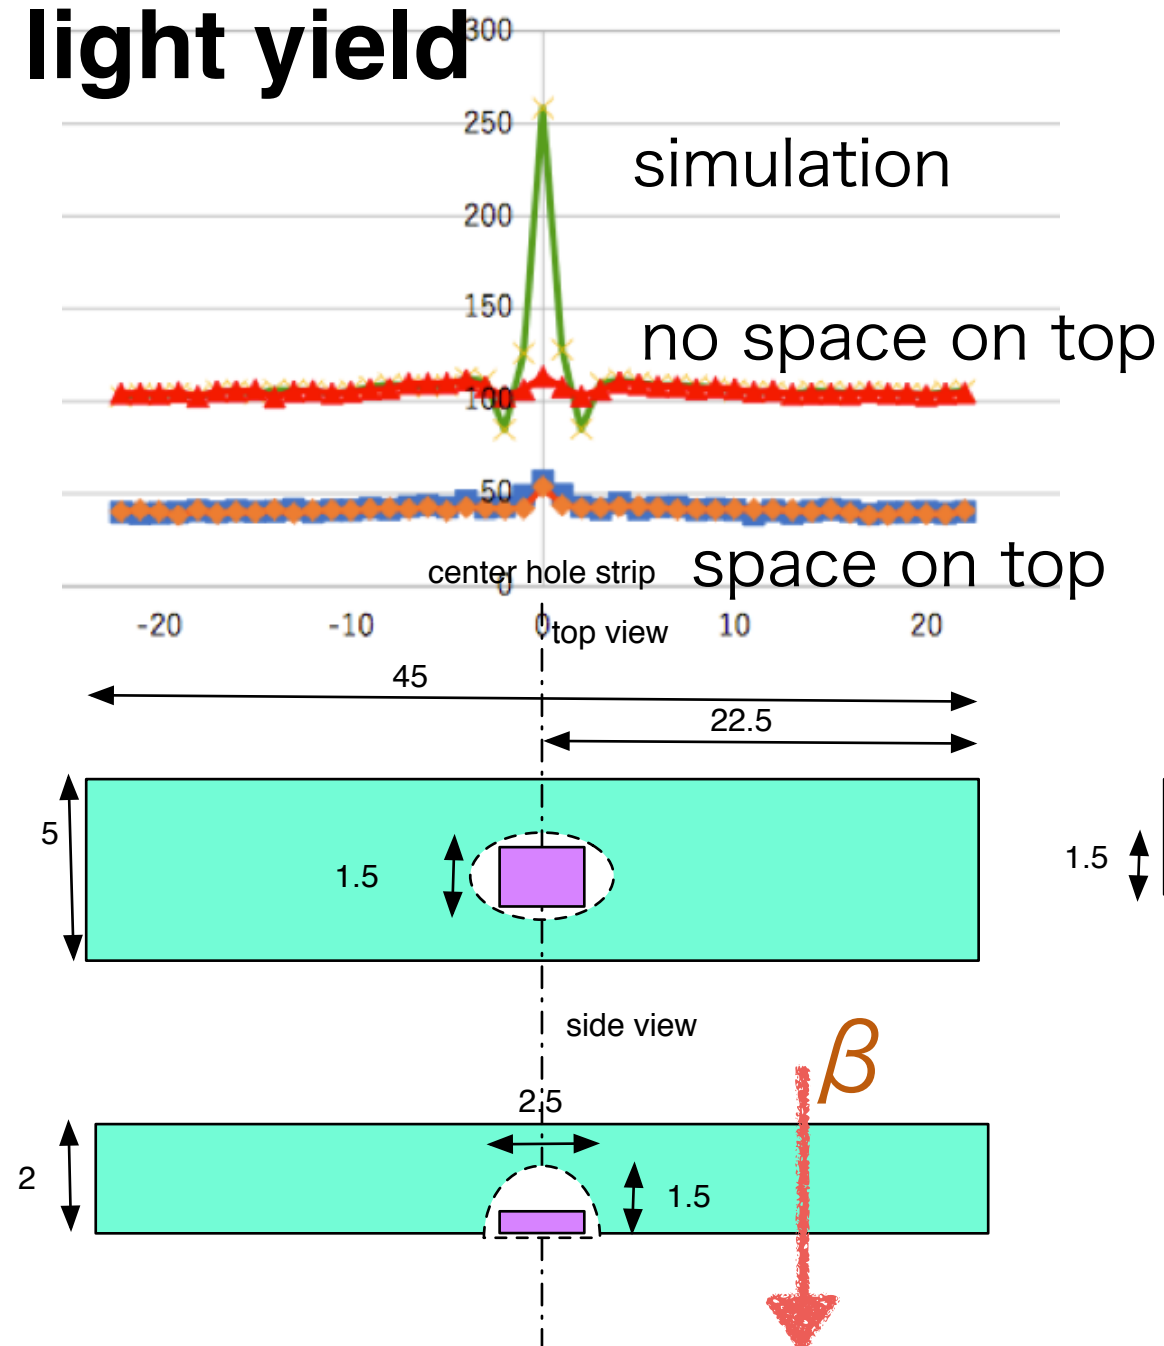 light yield
300
250
simulation
200
150
no space on top
100
50
center hole strip
space on top
0
-20
-10
0
10
20
top view
45
22.5
5
1.5
1.5
side view
β
2.5
2
1.5